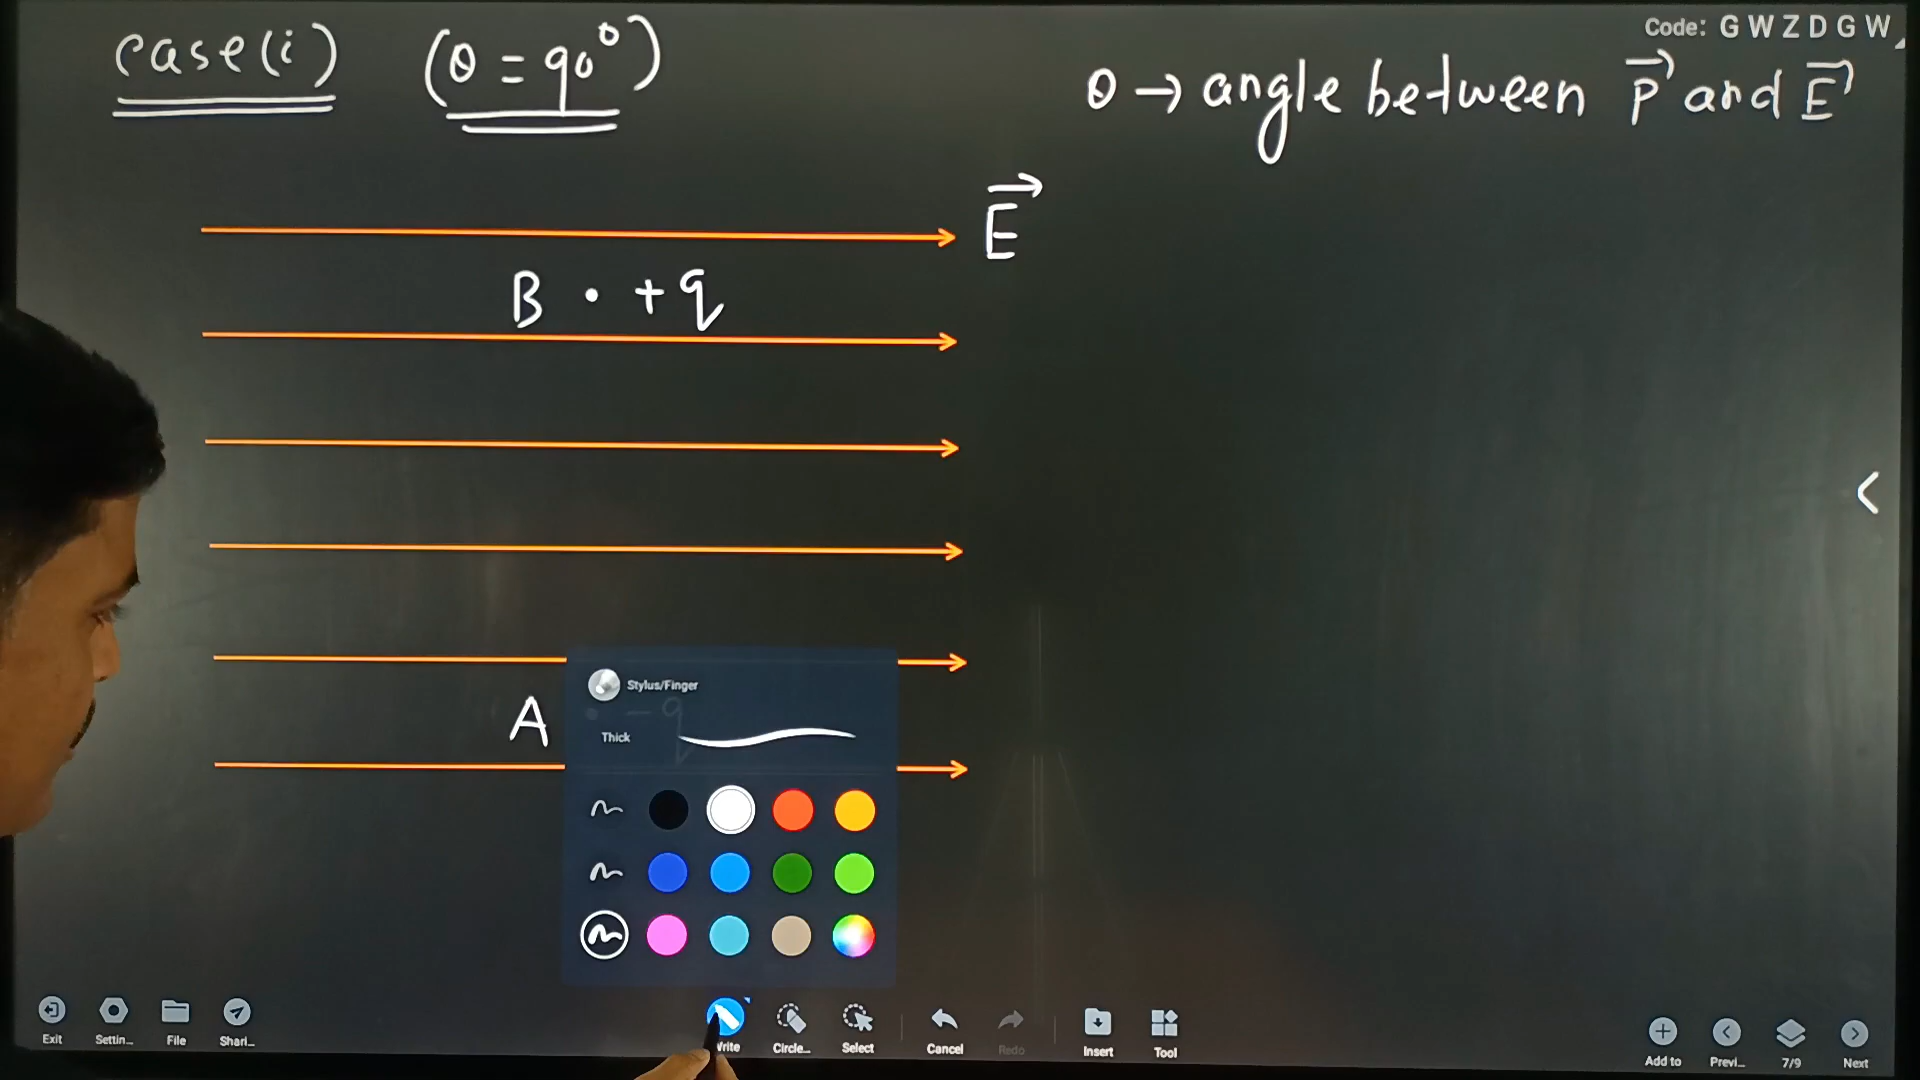 Code: GWZDGW
case(i) (θ = 90°)
θ → angle between P⃗ and E⃗
E⃗
B • +q
Stylus/Finger
A • -q
Thick
Exit Settin... File Shari... Write Circle... Select Cancel Redo Insert Tool Add to Previ... 7/9 Next